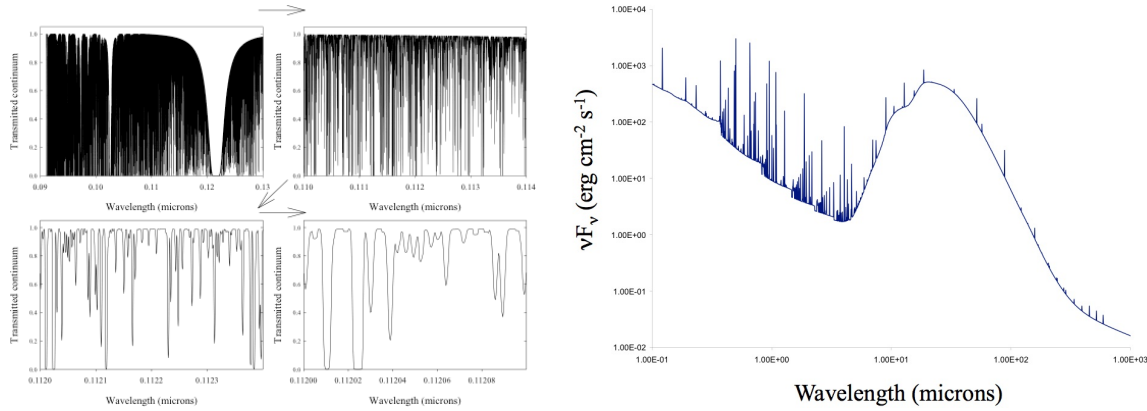 Transmitted continuum
1.0
0.8
0.6
0.4
0.2
0.0
0.09 0.10 0.11 0.12 0.13
Wavelength (microns)
Transmitted continuum
1.0
0.8
0.6
0.4
0.2
0.0
0.110 0.111 0.112 0.113 0.114
Wavelength (microns)
Transmitted continuum
1.0
0.8
0.6
0.4
0.2
0.0
0.1120 0.1121 0.1122 0.1123
Wavelength (microns)
Transmitted continuum
1.0
0.8
0.6
0.4
0.2
0.0
0.11200 0.11202 0.11204 0.11206 0.11208
Wavelength (microns)
νFν (erg cm-2 s-1)
1.00E+04
1.00E+03
1.00E+02
1.00E+01
1.00E+00
1.00E-01
1.00E-02
1.00E-01 1.00E+00 1.00E+01 1.00E+02 1.00E+03
Wavelength (microns)